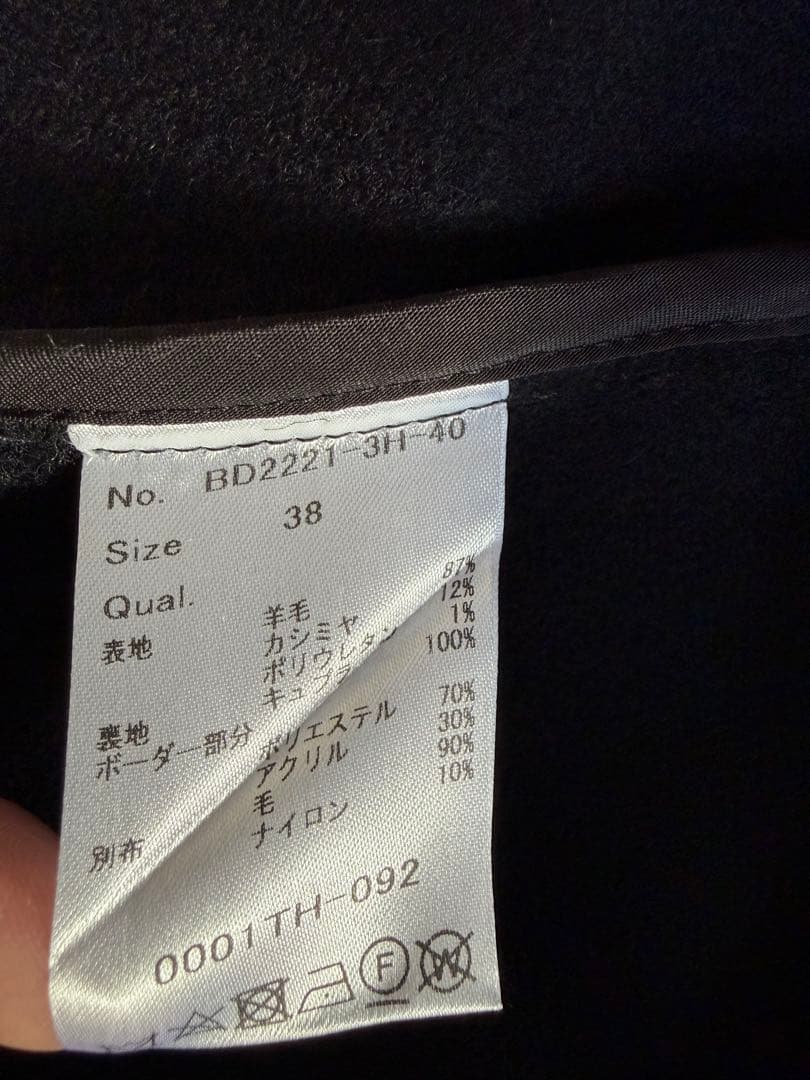 No. BD2221-3H-40
Size 38
Qual.
表地 羊毛 87%
カシミヤ 12%
ポリウレタン 1%
裏地 キュプラ 100%
ボーダー部分 ポリエステル 70%
アクリル 30%
別布 毛 90%
ナイロン 10%
0001TH-092
F W